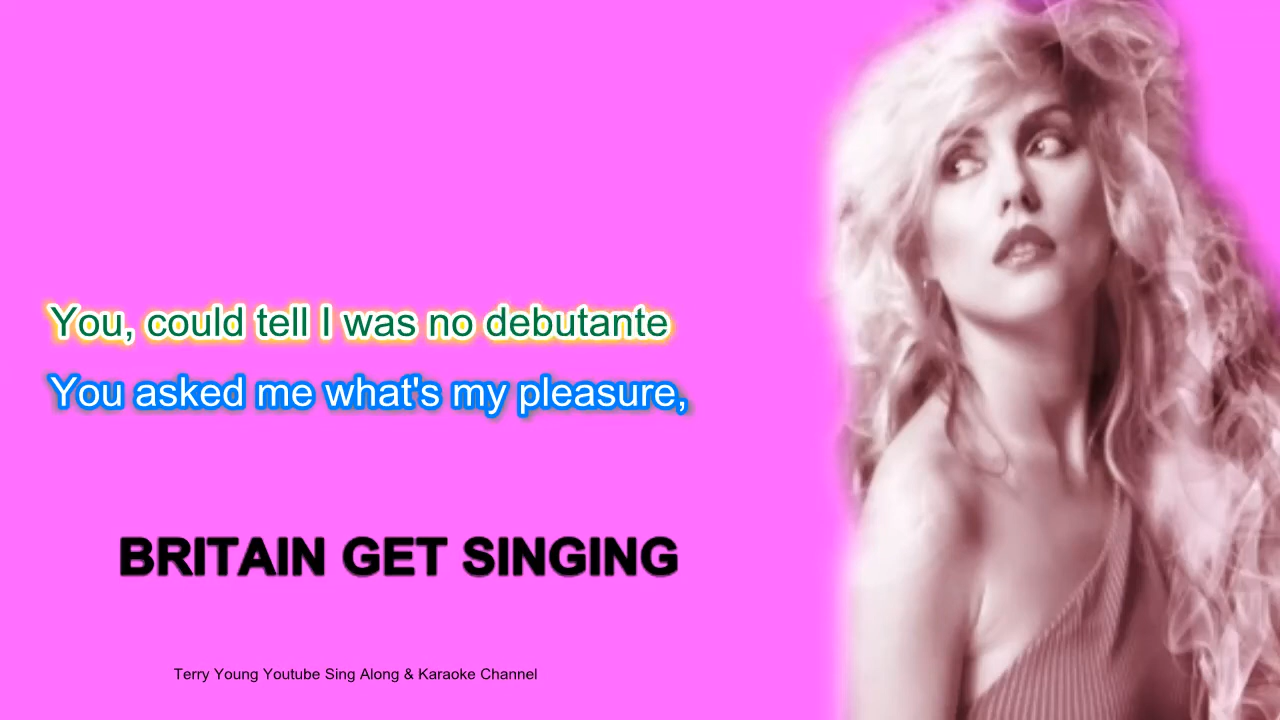 You, could tell I was no debutante
You asked me what's my pleasure,
BRITAIN GET SINGING
Terry Young Youtube Sing Along & Karaoke Channel